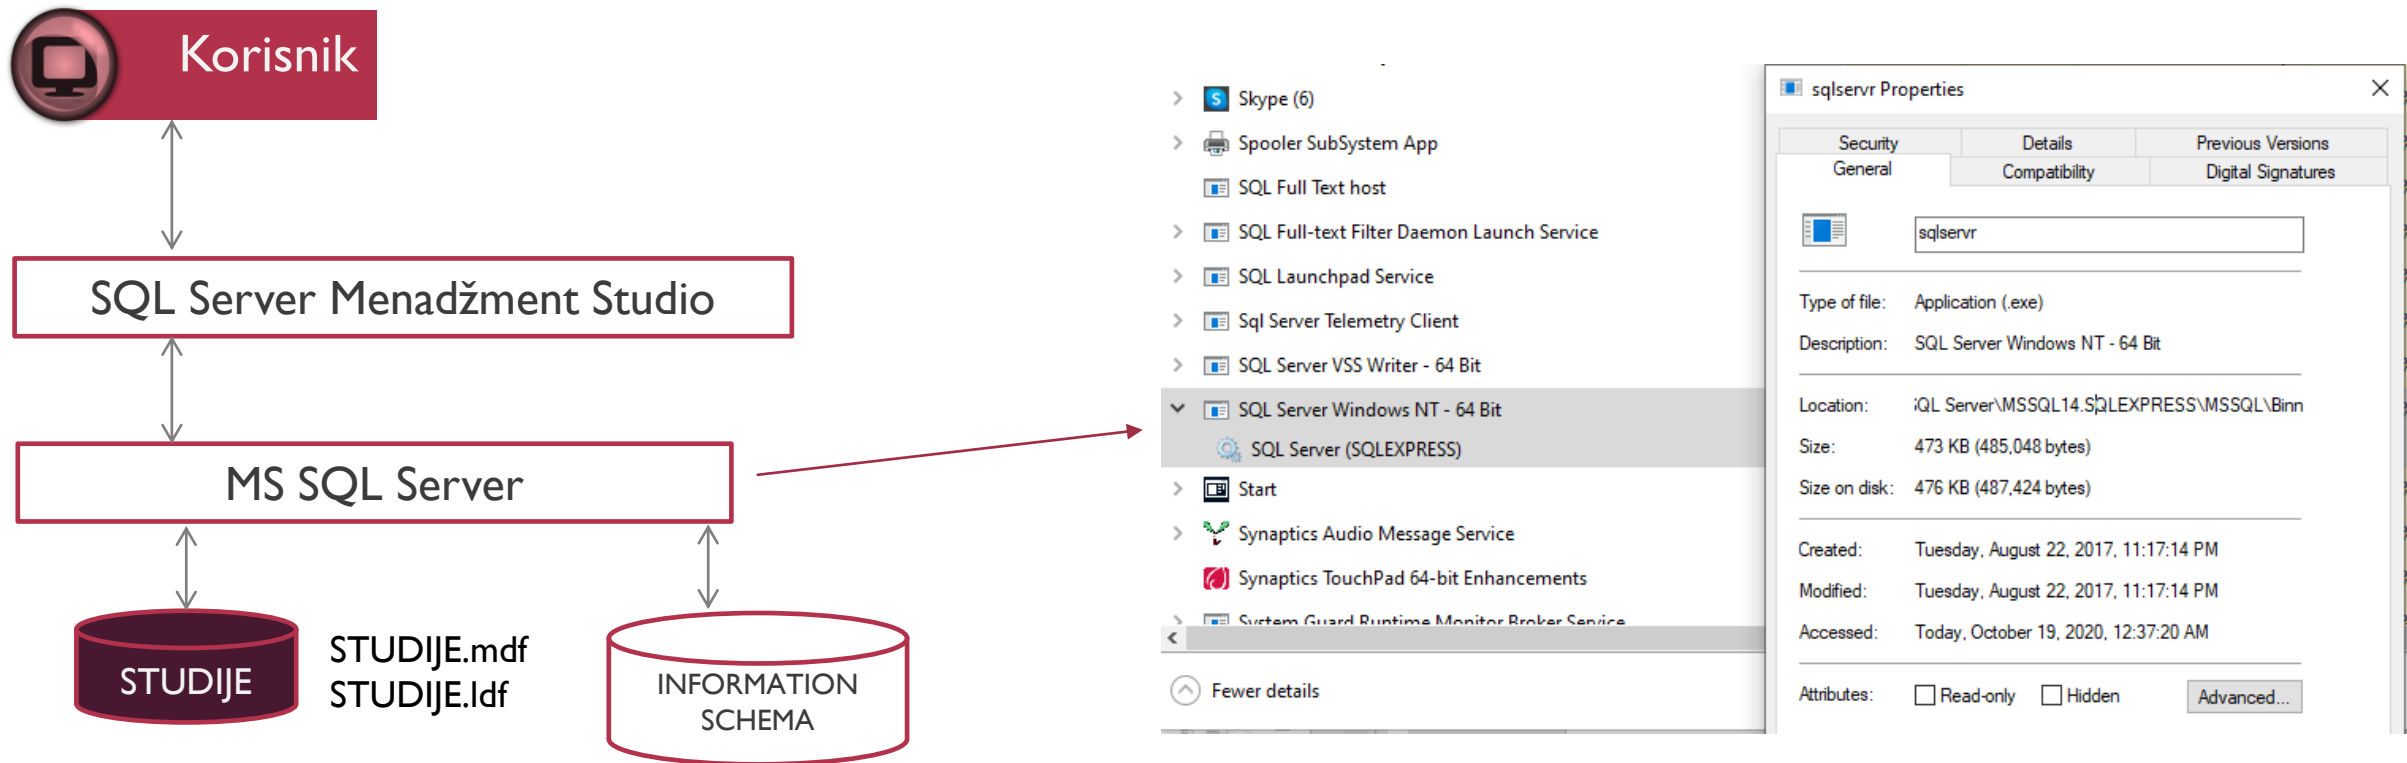 Korisnik
SQL Server Menadžment Studio
MS SQL Server
STUDIJE
STUDIJE.mdf
STUDIJE.ldf
INFORMATION
SCHEMA
Skype (6)
Spooler SubSystem App
SQL Full Text host
SQL Full-text Filter Daemon Launch Service
SQL Launchpad Service
Sql Server Telemetry Client
SQL Server VSS Writer - 64 Bit
SQL Server Windows NT - 64 Bit
SQL Server (SQLEXPRESS)
Start
Synaptics Audio Message Service
Synaptics TouchPad 64-bit Enhancements
System Guard Runtime Monitor Broker Service
Fewer details
sqlservr Properties
Security Details Previous Versions
General Compatibility Digital Signatures
sqlservr
Type of file: Application (.exe)
Description: SQL Server Windows NT - 64 Bit
Location: QL Server\MSSQL14.SQLEXPRESS\MSSQL\Binn
Size: 473 KB (485,048 bytes)
Size on disk: 476 KB (487,424 bytes)
Created: Tuesday, August 22, 2017, 11:17:14 PM
Modified: Tuesday, August 22, 2017, 11:17:14 PM
Accessed: Today, October 19, 2020, 12:37:20 AM
Attributes: Read-only Hidden Advanced...